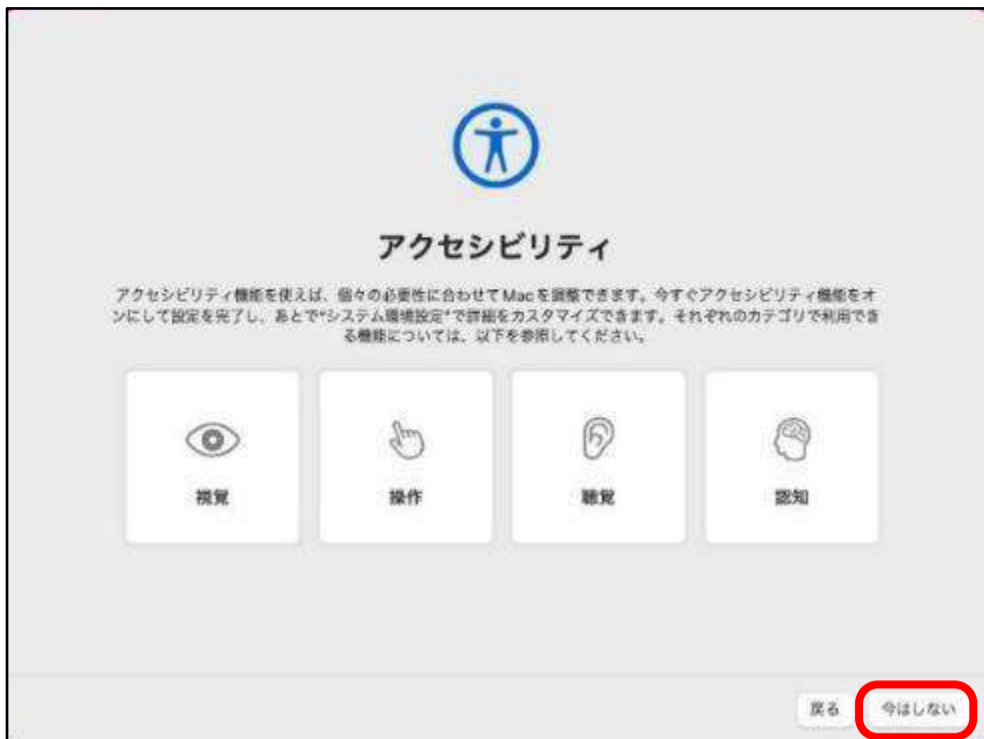 アクセシビリティ
アクセシビリティ機能を使えば、個々の必要性に合わせてMacを調整できます。今すぐアクセシビリティ機能をオ
ンにして設定を完了し、あとで“システム環境設定”で詳細をカスタマイズできます。それぞれのカテゴリで利用でき
る機能については、以下を参照してください。
視覚
操作
聴覚
認知
戻る
今はしない